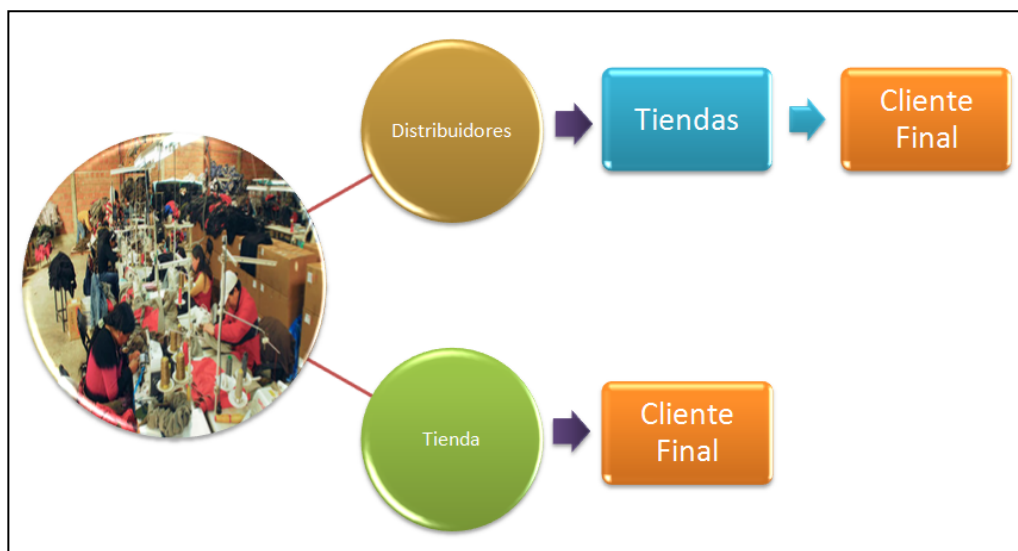 Distribuidores
Tiendas
Cliente
Final
Tienda
Cliente
Final